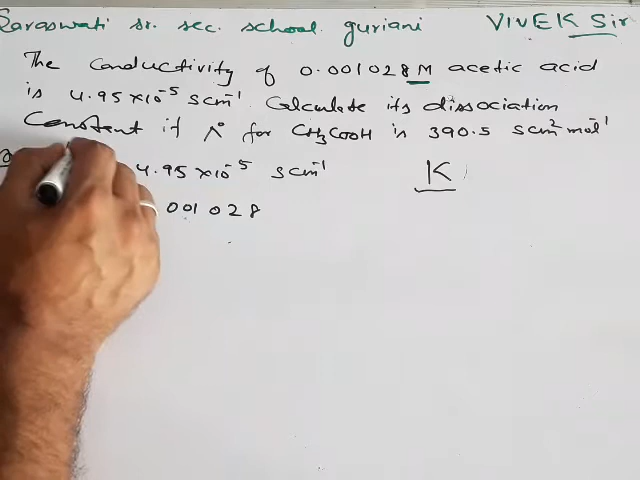 Saraswati sr. sec. school guriani VIVEK Sir
The Conductivity of 0.001028 M acetic acid
is 4.95×10⁻⁵ Scm⁻¹ Calculate its dissociation
Constant if Λ° for CH₃COOH is 390.5 Scm² mol⁻¹
4.95×10⁻⁵ Scm⁻¹ K
001028